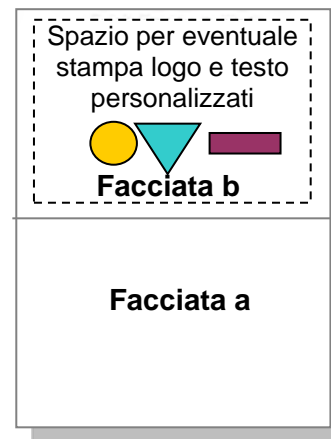 Spazio per eventuale
stampa logo e testo
personalizzati
Facciata b
Facciata a